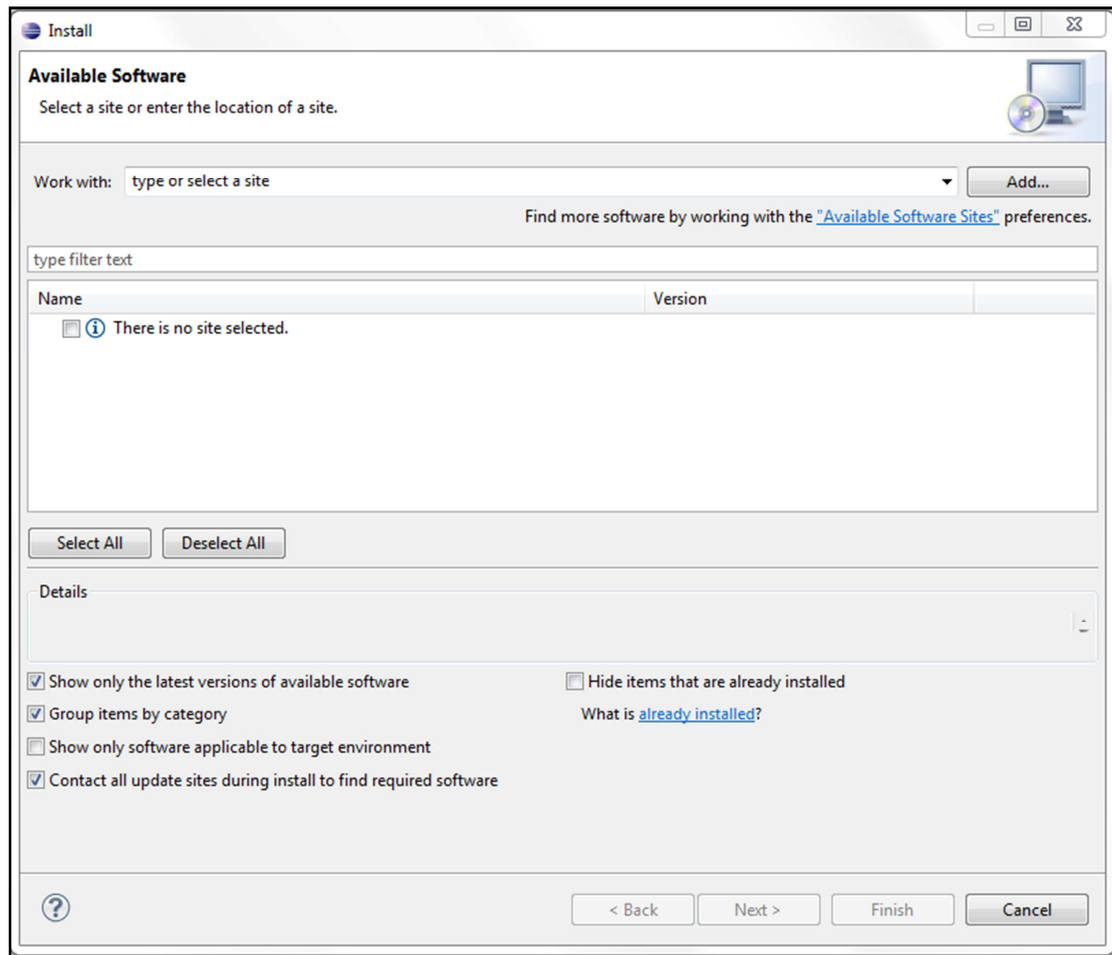 Install
Available Software
Select a site or enter the location of a site.
Work with: type or select a site Add...
Find more software by working with the "Available Software Sites" preferences.
type filter text
Name Version
There is no site selected.
Select All Deselect All
Details
Show only the latest versions of available software Hide items that are already installed
Group items by category What is already installed?
Show only software applicable to target environment
Contact all update sites during install to find required software
< Back Next > Finish Cancel